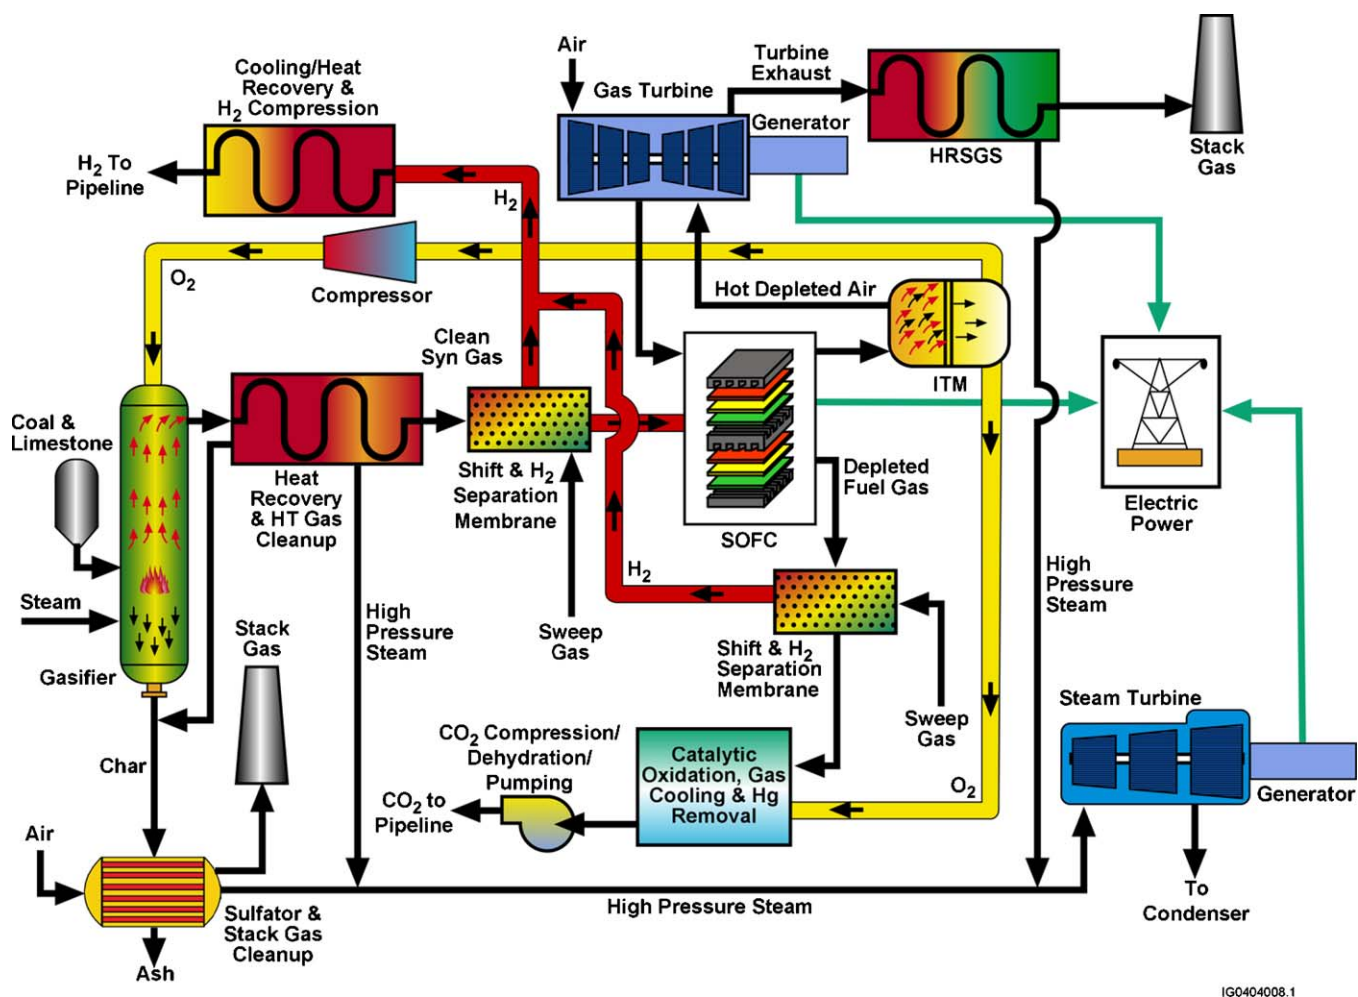 Cooling/Heat
Recovery &
H2 Compression
H2 To
Pipeline
H2
Air
Gas Turbine
Turbine
Exhaust
Generator
HRSGS
Stack
Gas
O2
Compressor
Hot Depleted Air
ITM
Clean
Syn Gas
Coal &
Limestone
Heat
Recovery
& HT Gas
Cleanup
Shift & H2
Separation
Membrane
SOFC
Depleted
Fuel Gas
Electric
Power
Steam
Gasifier
Stack
Gas
High
Pressure
Steam
Sweep
Gas
H2
Shift & H2
Separation
Membrane
Sweep
Gas
High
Pressure
Steam
Steam Turbine
Generator
Char
CO2 Compression/
Dehydration/
Pumping
CO2 to
Pipeline
Catalytic
Oxidation, Gas
Cooling & Hg
Removal
O2
Air
Sulfator &
Stack Gas
Cleanup
Ash
High Pressure Steam
To
Condenser
IG0404008.1